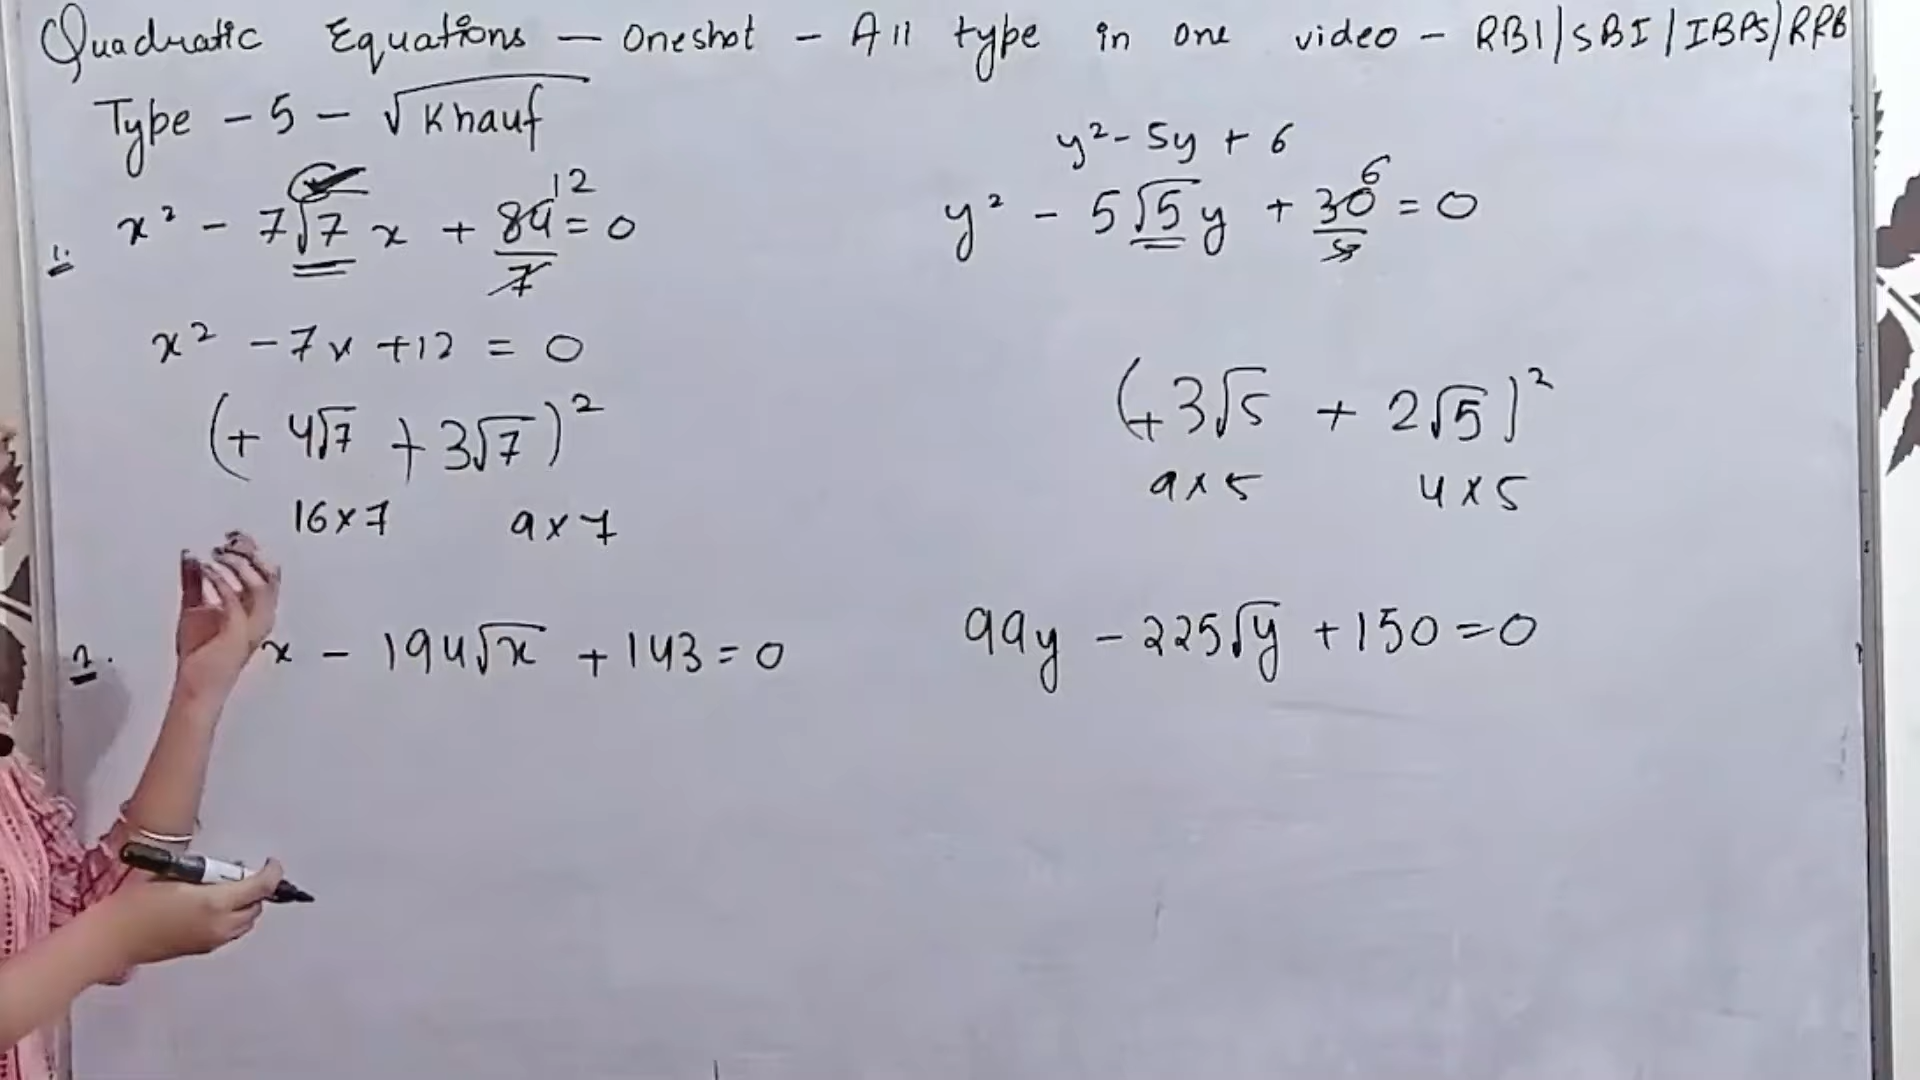 Quadratic Equations — Oneshot - All type in one video - RBI/SBI/IBPS/RRB
Type - 5 - √Khauf
y² - 5y + 6
12
6
1. x² - 7√7 x + 84 = 0
y² - 5√5 y + 30 = 0
7
5
x² - 7x + 12 = 0
(+ 4√7 + 3√7)²
(+ 3√5 + 2√5)²
16 x 7 9 x 7
9 x 5 4 x 5
2. x - 194√x + 143 = 0
99y - 225√y + 150 = 0